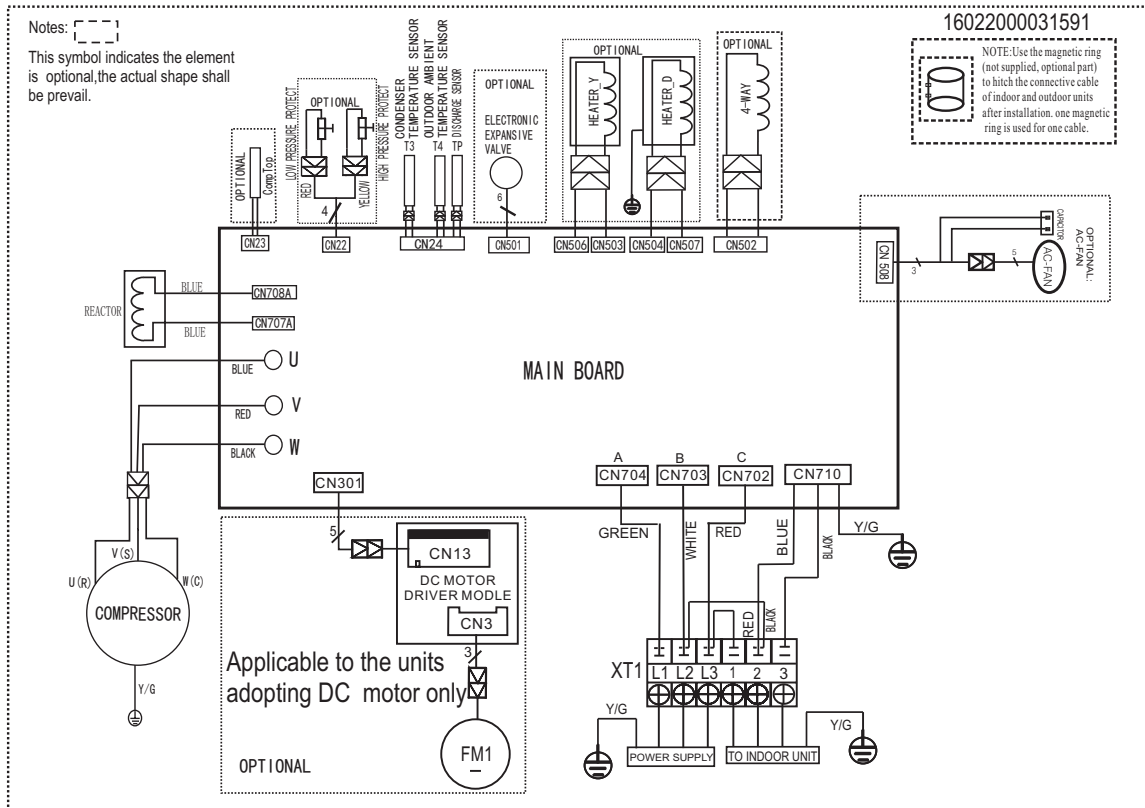 Notes:
This symbol indicates the element
is optional,the actual shape shall
be prevail.
16022000031591
NOTE:Use the magnetic ring
(not supplied, optional part)
to hitch the connective cable
of indoor and outdoor units
after installation. one magnetic
ring is used for one cable.
OPTIONAL
CompTop
CN23
LOW PRESSURE PROTECT
OPTIONAL
HIGH PRESSURE PROTECT
RED
YELLOW
4
CN22
CONDENSER
TEMPERATURE SENSOR
T3
OUTDOOR AMBIENT
TEMPERATURE SENSOR
T4
TP DISCHARGE SENSOR
CN24
OPTIONAL
ELECTRONIC
EXPANSIVE
VALVE
6
CN501
OPTIONAL
HEATER_Y
HEATER_D
CN506
CN503
CN504
CN507
OPTIONAL
4-WAY
CN502
CN 508
3
5
CAPACITOR
AC-FAN
OPTIONAL:
AC-FAN
REACTOR
BLUE
CN708A
BLUE
CN707A
BLUE
U
RED
V
BLACK
W
MAIN BOARD
U(R)
V(S)
W(C)
COMPRESSOR
Y/G
CN301
5
CN13
DC MOTOR
DRIVER MODLE
CN3
3
Applicable to the units
adopting DC motor only
FM1
OPTIONAL
A
B
C
CN704
CN703
CN702
CN710
GREEN
WHITE
RED
BLUE
BLACK
Y/G
RED
BLACK
XT1
L1
L2
L3
1
2
3
Y/G
POWER SUPPLY
TO INDOOR UNIT
Y/G